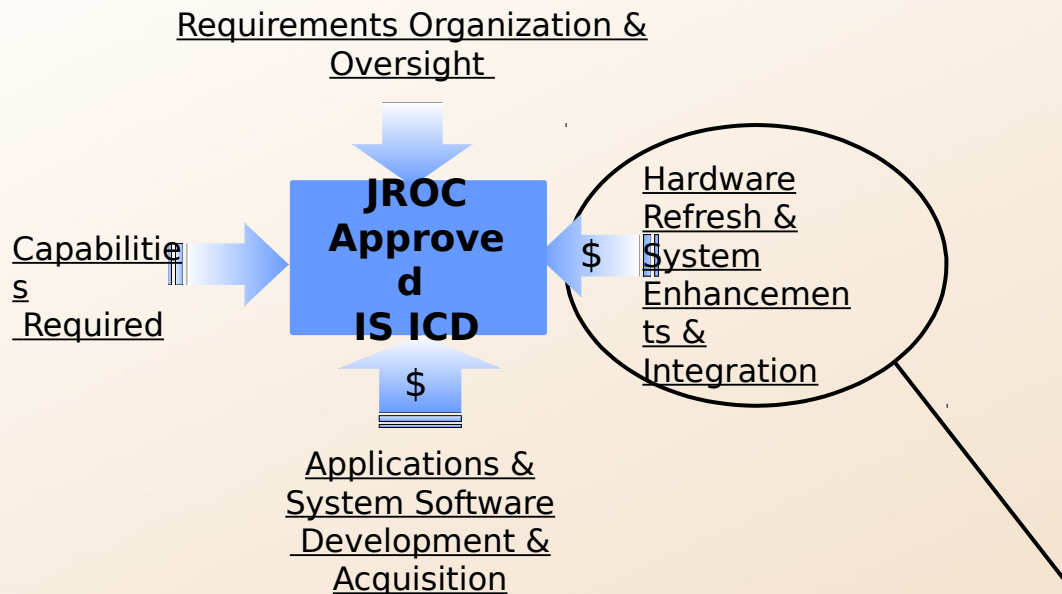 Requirements Organization &
Oversight
JROC
Approve
d
IS ICD
Capabilitie
s
Required
$
Hardware
Refresh &
System
Enhancemen
ts &
Integration
$
Applications &
System Software
Development &
Acquisition